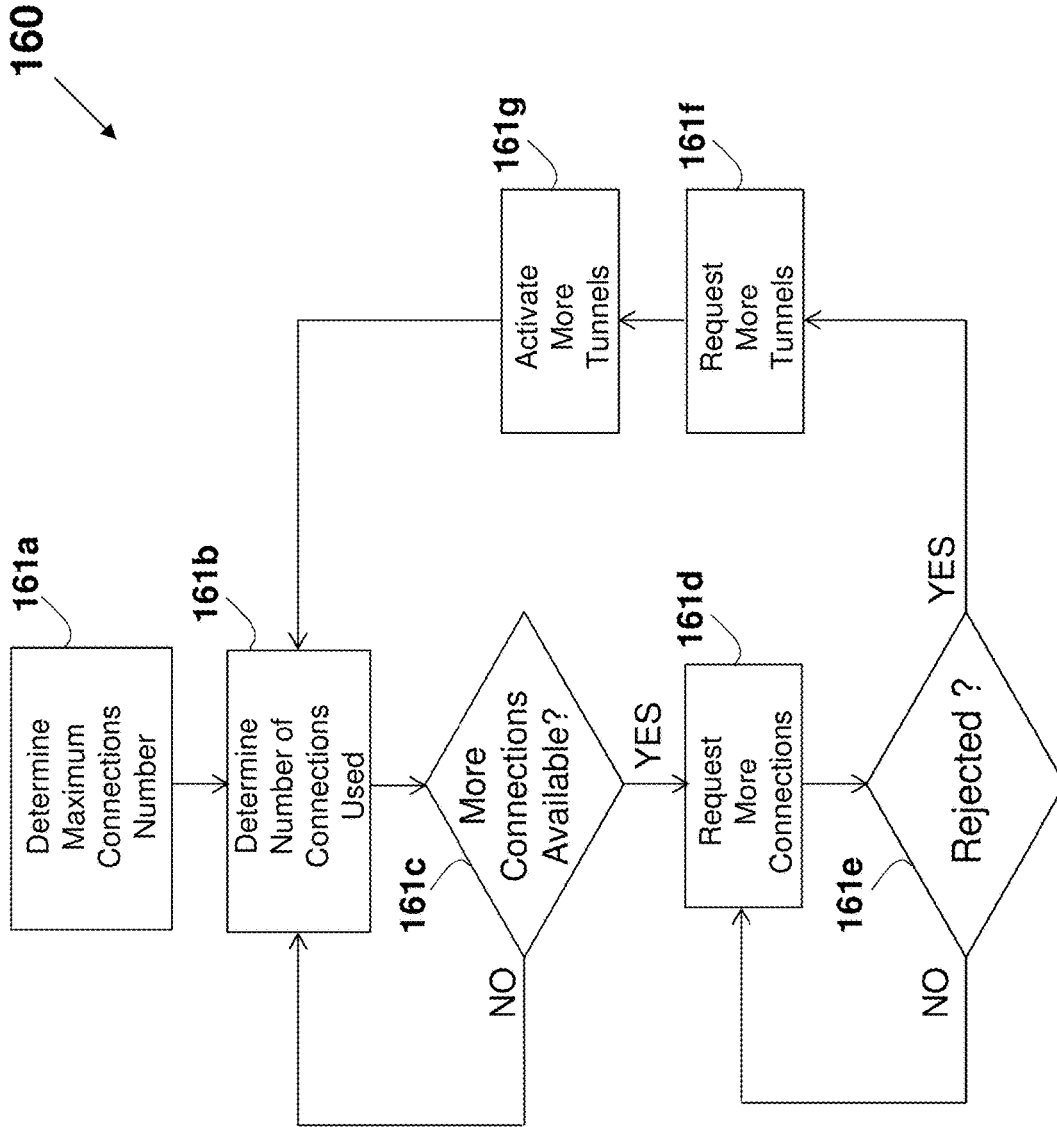 160
161a
Determine
Maximum
Connections
Number
161b
Determine
Number of
Connections
Used
161c
More
Connections
Available?
NO
YES
161d
Request
More
Connections
161e
Rejected ?
NO
YES
161f
Request
More
Tunnels
161g
Activate
More
Tunnels